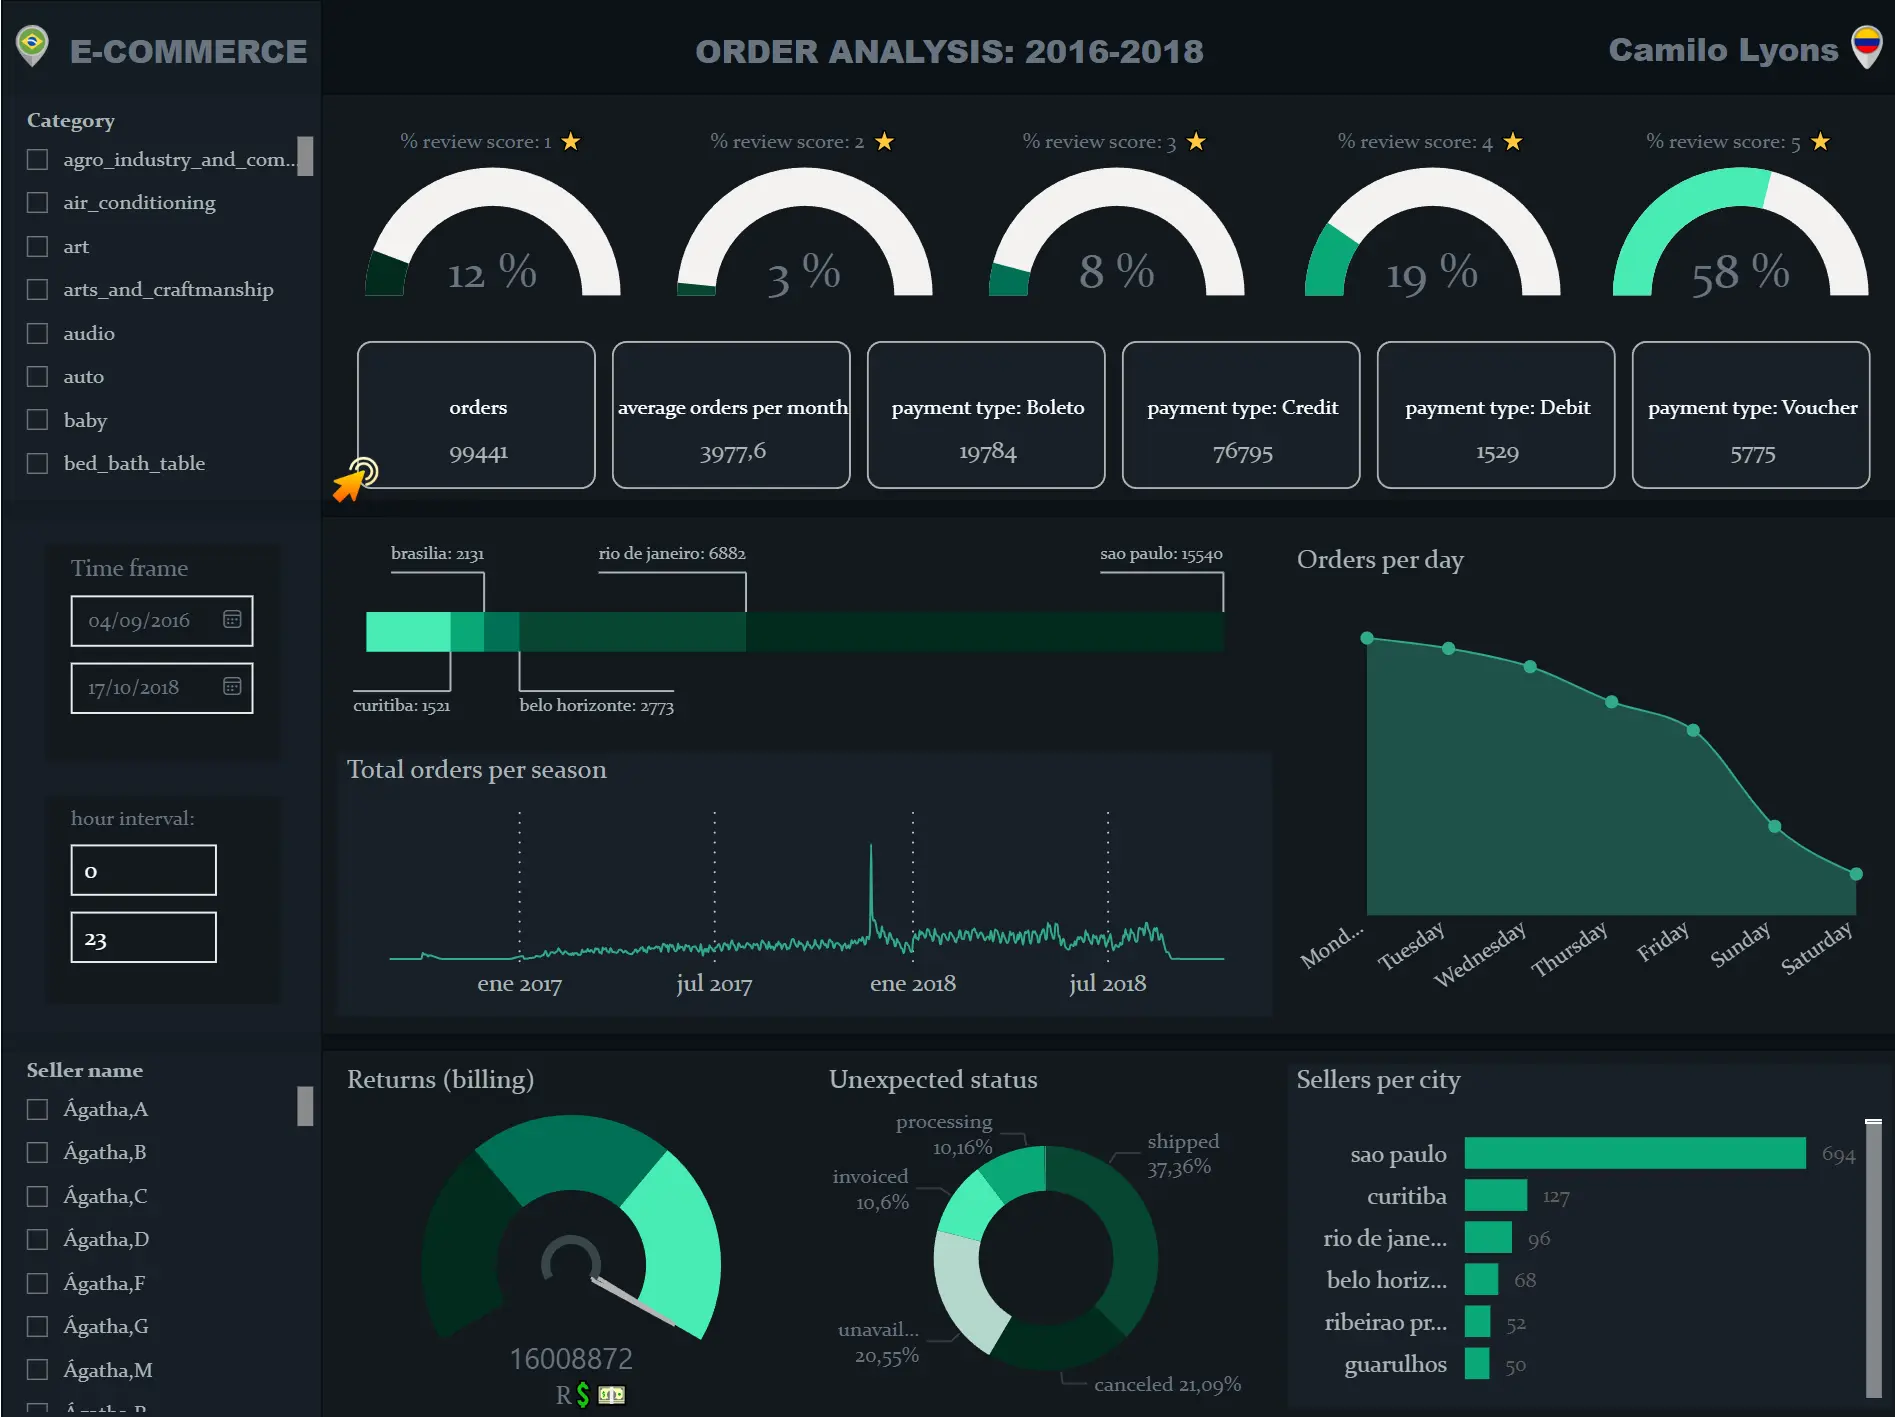 E-COMMERCE
ORDER ANALYSIS: 2016-2018
Camilo Lyons
Category
agro_industry_and_com...
air_conditioning
art
arts_and_craftmanship
audio
auto
baby
bed_bath_table
% review score: 1
% review score: 2
% review score: 3
% review score: 4
% review score: 5
12 %
3 %
8 %
19 %
58 %
orders
99441
average orders per month
3977,6
payment type: Boleto
19784
payment type: Credit
76795
payment type: Debit
1529
payment type: Voucher
5775
Time frame
04/09/2016
17/10/2018
hour interval:
0
23
brasilia: 2131
rio de janeiro: 6882
sao paulo: 15540
curitiba: 1521
belo horizonte: 2773
Total orders per season
ene 2017
jul 2017
ene 2018
jul 2018
Orders per day
Mond...
Tuesday
Wednesday
Thursday
Friday
Sunday
Saturday
Seller name
Ágatha,A
Ágatha,B
Ágatha,C
Ágatha,D
Ágatha,F
Ágatha,G
Ágatha,M
Returns (billing)
16008872
R$
Unexpected status
processing
10,16%
shipped
37,36%
invoiced
10,6%
unavail...
20,55%
canceled 21,09%
Sellers per city
sao paulo 694
curitiba 127
rio de jane... 96
belo horiz... 68
ribeirao pr... 52
guarulhos 50